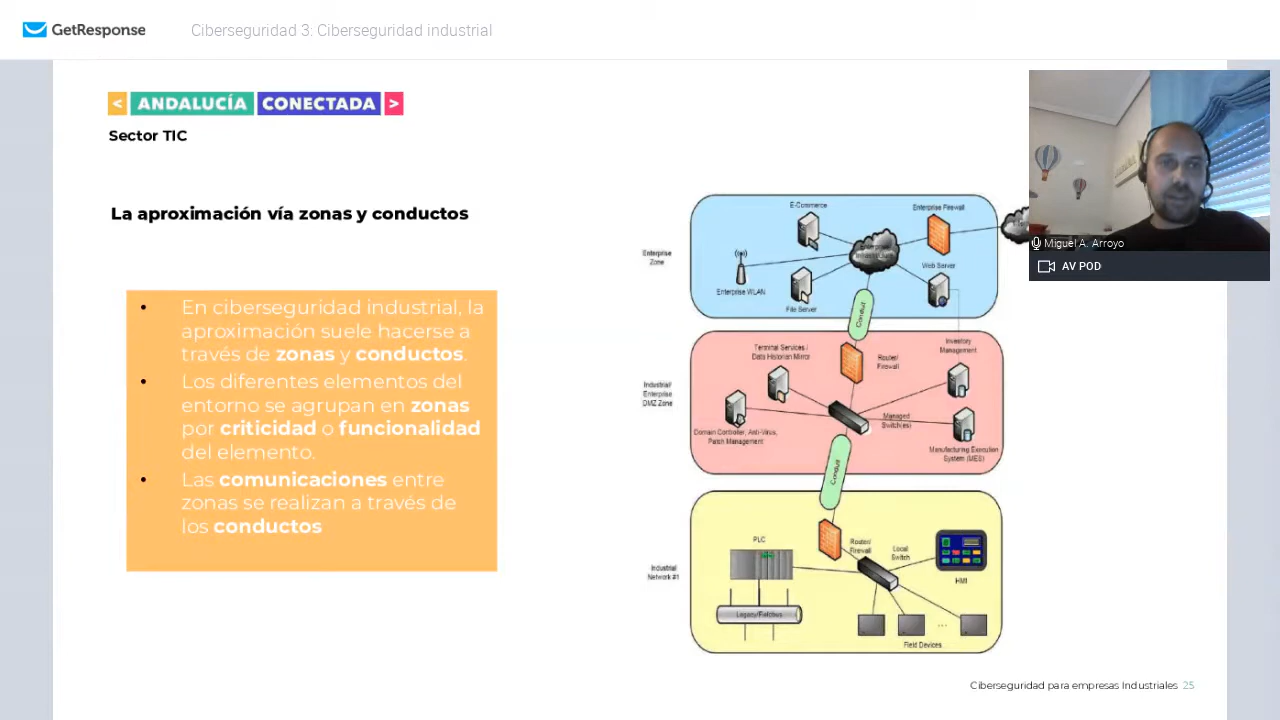 GetResponse
Ciberseguridad 3: Ciberseguridad industrial
< ANDALUCÍA CONECTADA >
Sector TIC
La aproximación vía zonas y conductos
• En ciberseguridad industrial, la
aproximación suele hacerse a
través de zonas y conductos.
• Los diferentes elementos del
entorno se agrupan en zonas
por criticidad o funcionalidad
del elemento.
• Las comunicaciones entre
zonas se realizan a través de
los conductos
Enterprise
Zone
E-Commerce
Enterprise Firewall
Enterprise WLAN
File Server
Web Server
Conduit
Industrial/
Enterprise
DMZ Zone
Terminal Services /
Data Historian Mirror
Router/
Firewall
Inventory
Management
Domain Controller, Anti-Virus,
Patch Management
Managed
Switch(es)
Manufacturing Execution
System (MES)
Conduit
Industrial
Network #1
PLC
Router/
Firewall
Local
Switch
HMI
Legacy/Fieldbus
...
Field Devices
Miguel A. Arroyo
AV POD
Ciberseguridad para empresas Industriales 25